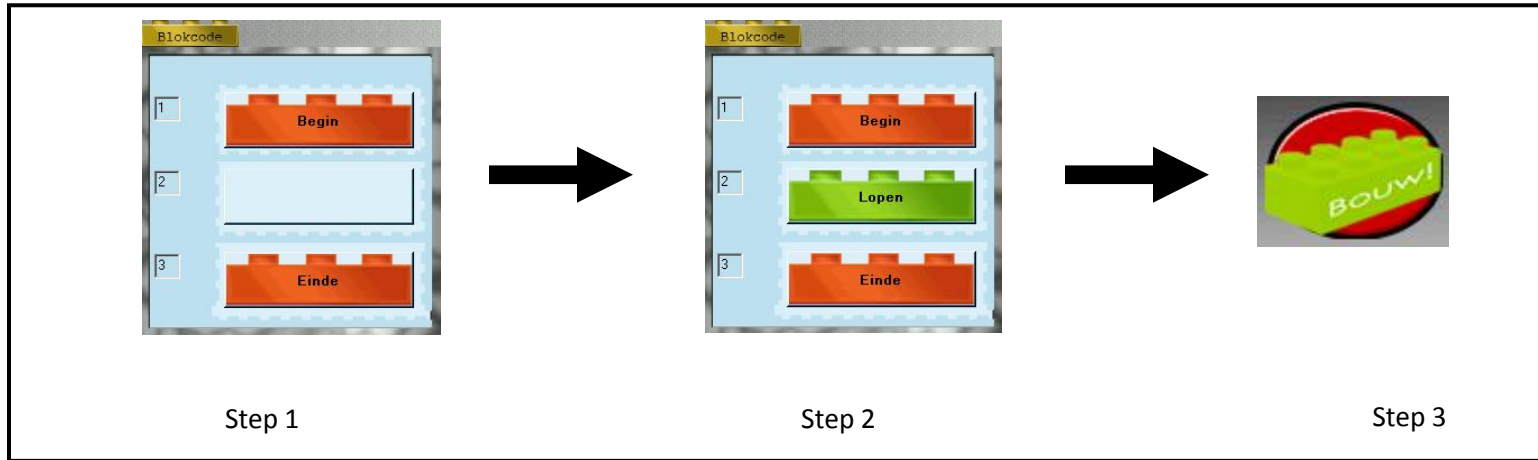 Blokcode
1
Begin
2
3
Einde
Blokcode
1
Begin
2
Lopen
3
Einde
BOUW!
Step 1
Step 2
Step 3